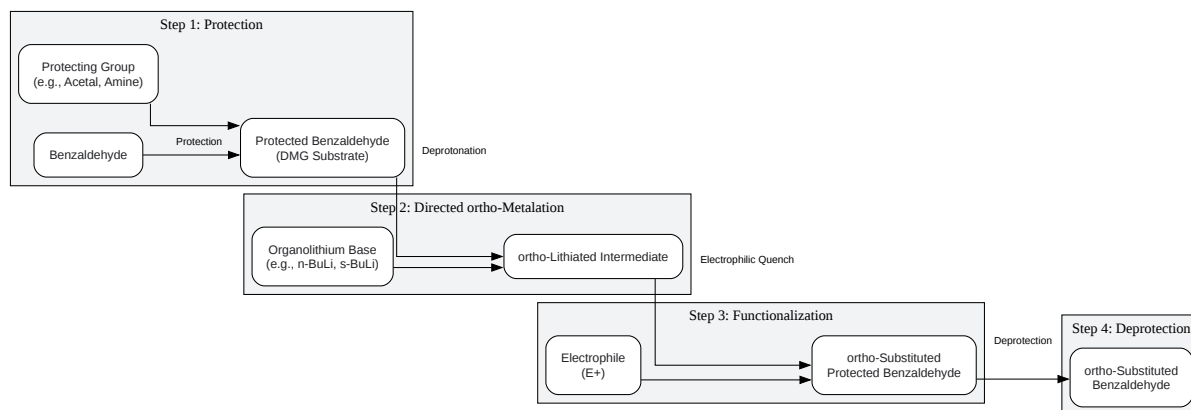 Step 1: Protection
Protecting Group
(e.g., Acetal, Amine)
Benzaldehyde
Protection
Protected Benzaldehyde
(DMG Substrate)
Deprotonation
Step 2: Directed ortho-Metalation
Organolithium Base
(e.g., n-BuLi, s-BuLi)
ortho-Lithiated Intermediate
Electrophilic Quench
Step 3: Functionalization
Electrophile
(E+)
ortho-Substituted
Protected Benzaldehyde
Deprotection
Step 4: Deprotection
ortho-Substituted
Benzaldehyde